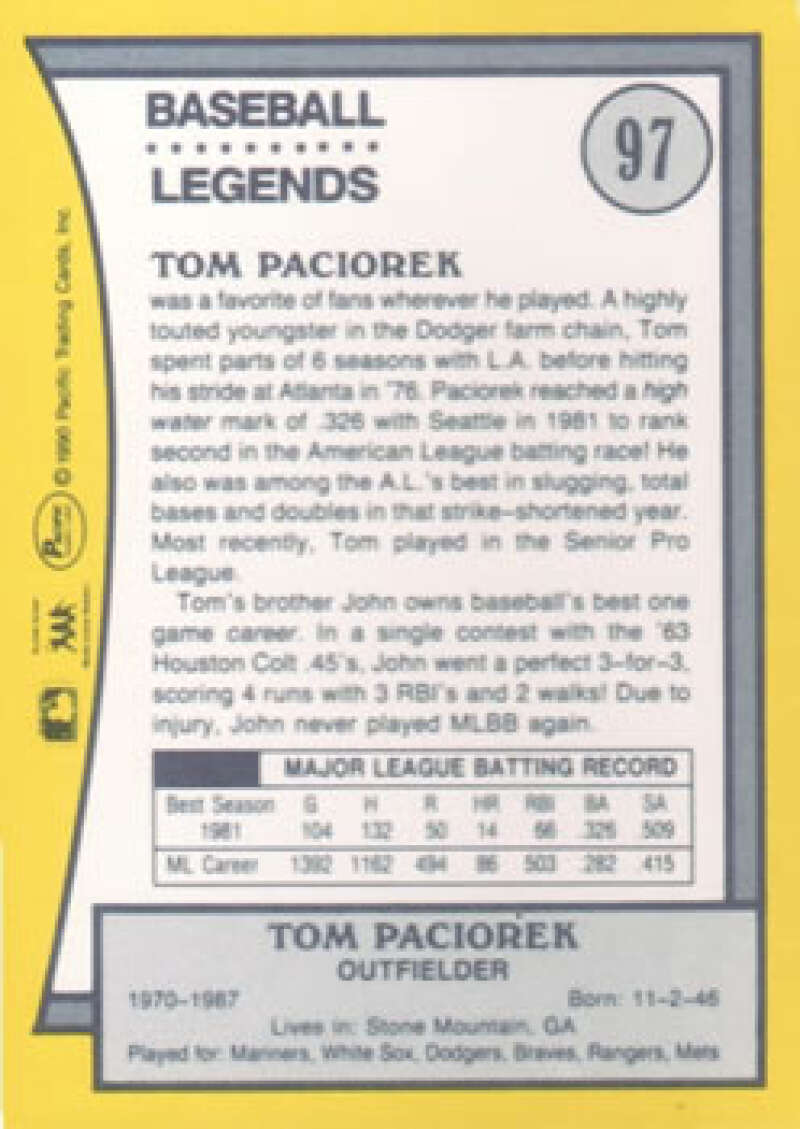 BASEBALL
LEGENDS
97
TOM PACIOREK
was a favorite of fans wherever he played. A highly
touted youngster in the Dodger farm chain, Tom
spent parts of 6 seasons with L.A. before hitting
his stride at Atlanta in '76. Paciorek reached a high
water mark of .326 with Seattle in 1981 to rank
second in the American League batting race! He
also was among the A.L.'s best in slugging, total
bases and doubles in that strike-shortened year.
Most recently, Tom played in the Senior Pro
League.
Tom's brother John owns baseball's best one
game career. In a single contest with the '63
Houston Colt .45's, John went a perfect 3-for-3,
scoring 4 runs with 3 RBI's and 2 walks! Due to
injury, John never played MLBB again.
MAJOR LEAGUE BATTING RECORD
Best Season G H R HR RBI BA SA
1981 104 132 50 14 66 .326 .509
ML Career 1392 1162 494 86 503 .282 .415
TOM PACIOREK
OUTFIELDER
1970-1987 Born: 11-2-46
Lives in: Stone Mountain, GA
Played for: Mariners, White Sox, Dodgers, Braves, Rangers, Mets
Pacific © 1990 Pacific Trading Cards, Inc.